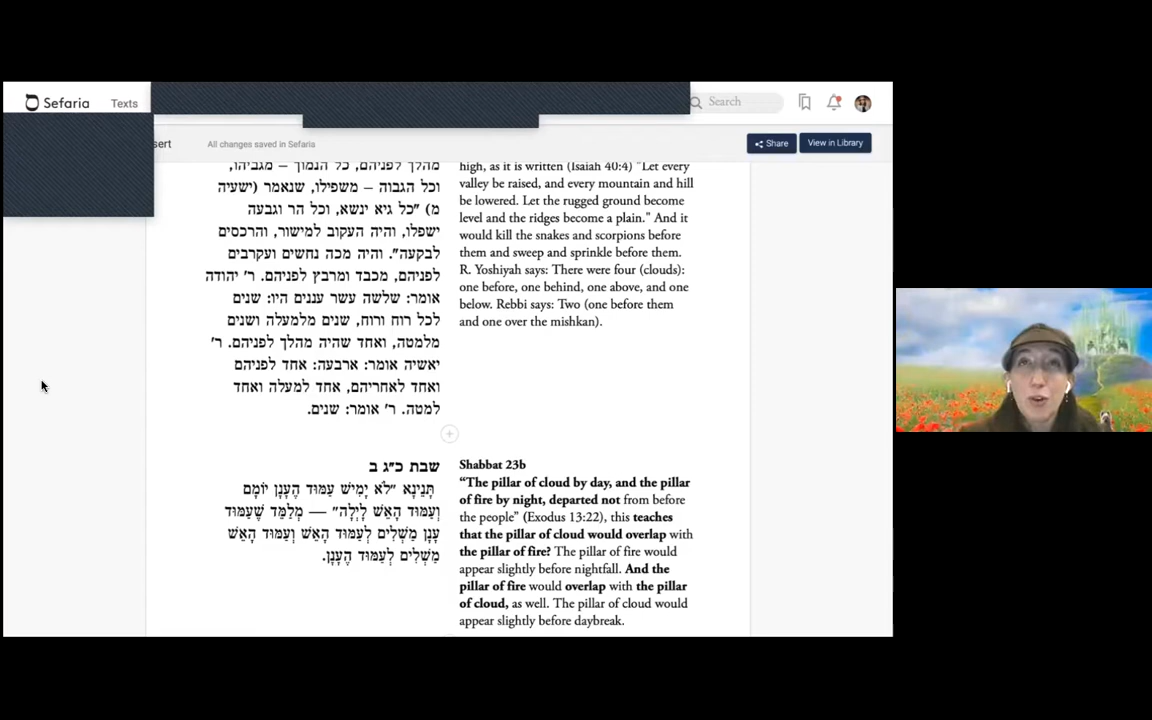 Sefaria
Texts
Search
sert
All changes saved in Sefaria
Share
View in Library
מהלך לפניהם, כל הנמוך – מגביהו,
וכל הגבוה – משפילו, שנאמר (ישעיה
מ) "כל גיא ינשא, וכל הר וגבעה
ישפלו, והיה העקוב למישור, והרכסים
לבקעה". והיה מכה נחשים ועקרבים
לפניהם, מכבד ומרבץ לפניהם. ר' יהודה
אומר: שלשה עשר עננים היו: שנים
לכל רוח ורוח, שנים מלמעלה ושנים
מלמטה, ואחד שהיה מהלך לפניהם. ר'
יאשיה אומר: ארבעה: אחד לפניהם
ואחד לאחריהם, אחד למעלה ואחד
למטה. ר' אומר: שנים.
high, as it is written (Isaiah 40:4) "Let every
valley be raised, and every mountain and hill
be lowered. Let the rugged ground become
level and the ridges become a plain." And it
would kill the snakes and scorpions before
them and sweep and sprinkle before them.
R. Yoshiyah says: There were four (clouds):
one before, one behind, one above, and one
below. Rebbi says: Two (one before them
and one over the mishkan).
שבת כ״ג ב
תָּנֵינָא ״לֹא יָמִישׁ עַמּוּד הֶעָנָן יוֹמָם
וְעַמּוּד הָאֵשׁ לָיְלָה״ — מְלַמֵּד שֶׁעַמּוּד
עָנָן מַשְׁלִים לְעַמּוּד הָאֵשׁ וְעַמּוּד הָאֵשׁ
מַשְׁלִים לְעַמּוּד הֶעָנָן.
Shabbat 23b
“The pillar of cloud by day, and the pillar
of fire by night, departed not from before
the people” (Exodus 13:22), this teaches
that the pillar of cloud would overlap with
the pillar of fire? The pillar of fire would
appear slightly before nightfall. And the
pillar of fire would overlap with the pillar
of cloud, as well. The pillar of cloud would
appear slightly before daybreak.